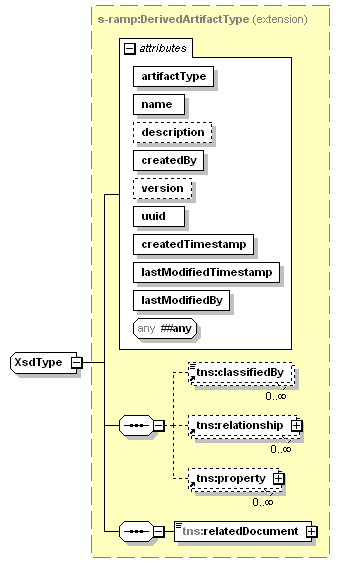 s-ramp:DerivedArtifactType (extension)
attributes
artifactType
name
description
createdBy
version
uuid
createdTimestamp
lastModifiedTimestamp
lastModifiedBy
any ##any
XsdType
tns:classifiedBy
0..∞
tns:relationship
0..∞
tns:property
0..∞
tns:relatedDocument